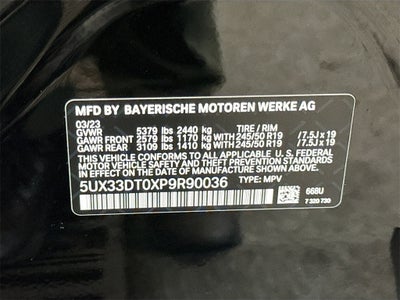 MFD BY BAYERISCHE MOTOREN WERKE AG
03/23
GVWR 5379 lbs 2440 kg TIRE / RIM
GAWR FRONT 2579 lbs 1170 kg WITH 245/50 R19 / 7.5J x 19
GAWR REAR 3109 lbs 1410 kg WITH 245/50 R19 / 7.5J x 19
THIS VEHICLE CONFORMS TO ALL APPLICABLE U.S. FEDERAL
MOTOR VEHICLE SAFETY AND THEFT PREVENTION STANDARDS
IN EFFECT ON THE DATE OF MANUFACTURE SHOWN ABOVE.
5UX33DT0XP9R90036 TYPE: MPV 668U
7 320 730